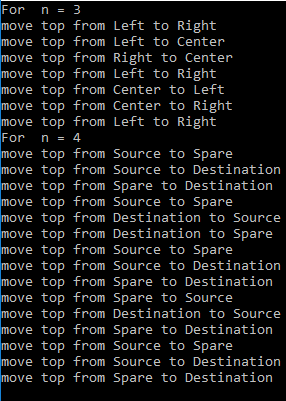 For  n = 3
move top from Left to Right
move top from Left to Center
move top from Right to Center
move top from Left to Right
move top from Center to Left
move top from Center to Right
move top from Left to Right
For  n = 4
move top from Source to Spare
move top from Source to Destination
move top from Spare to Destination
move top from Source to Spare
move top from Destination to Source
move top from Destination to Spare
move top from Source to Spare
move top from Source to Destination
move top from Spare to Destination
move top from Spare to Source
move top from Destination to Source
move top from Spare to Destination
move top from Source to Spare
move top from Source to Destination
move top from Spare to Destination